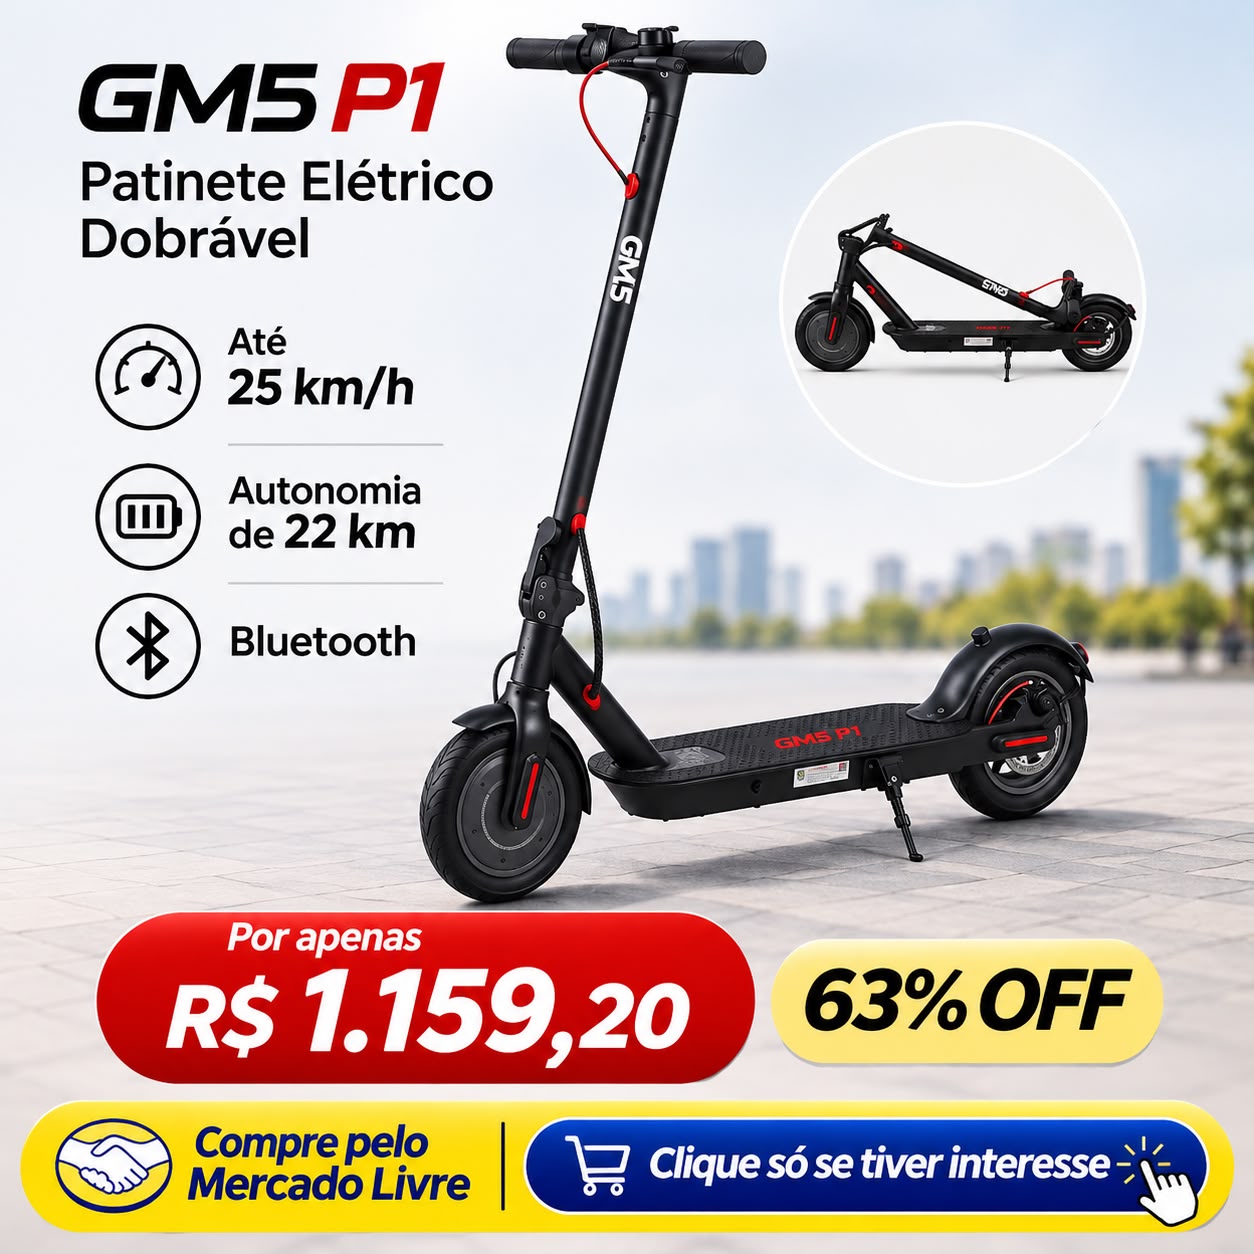 GM5 P1
Patinete Elétrico
Dobrável
Até
25 km/h
Autonomia
de 22 km
Bluetooth
GM5
GM5 P1
Por apenas
R$ 1.159,20
63% OFF
Compre pelo
Mercado Livre
Clique só se tiver interesse